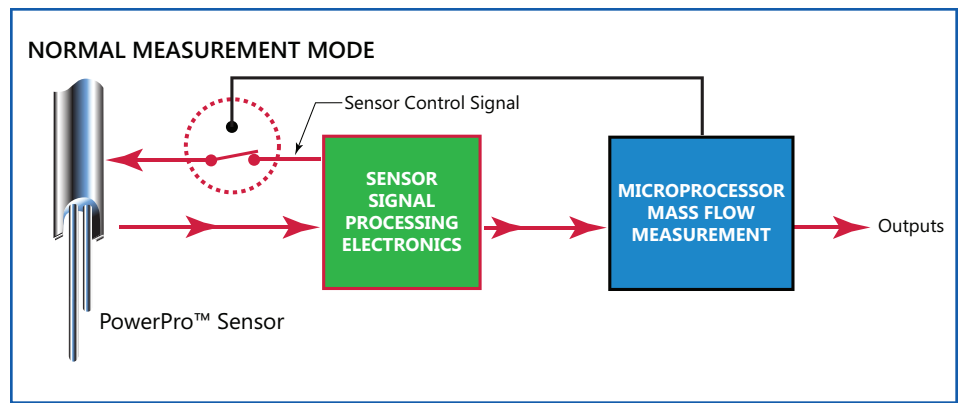 NORMAL MEASUREMENT MODE
Sensor Control Signal
SENSOR
SIGNAL
PROCESSING
ELECTRONICS
MICROPROCESSOR
MASS FLOW
MEASUREMENT
Outputs
PowerPro™ Sensor